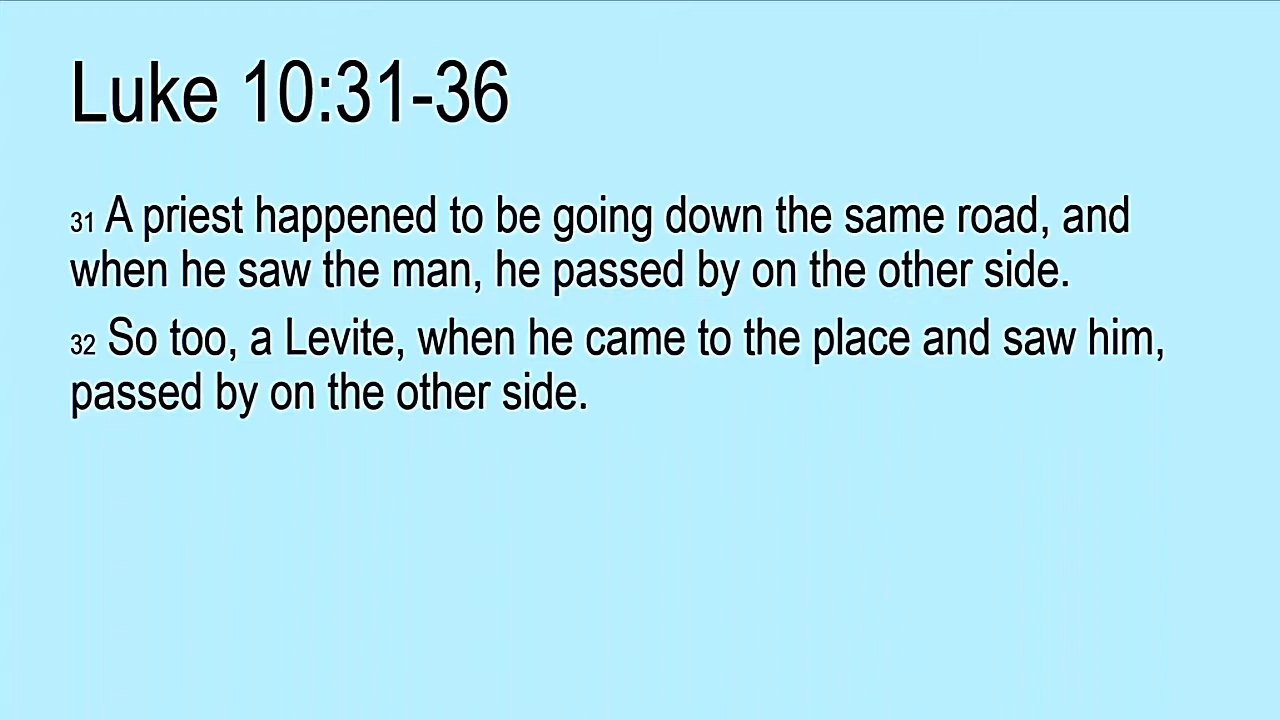 Luke 10:31-36
31 A priest happened to be going down the same road, and
when he saw the man, he passed by on the other side.
32 So too, a Levite, when he came to the place and saw him,
passed by on the other side.